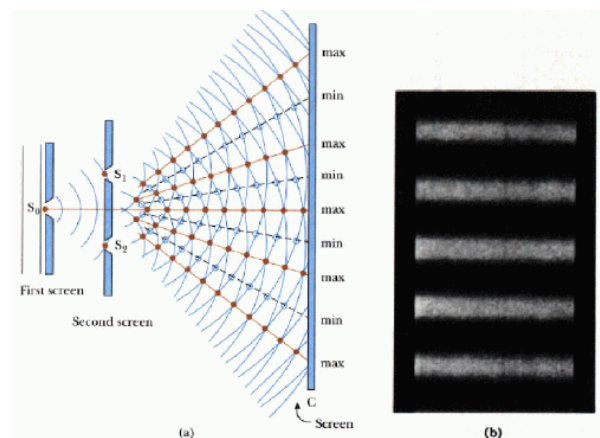 max
min
max
S₁
min
S₀
max
S₂
min
First screen
max
Second screen
min
max
C
Screen
(a)
(b)